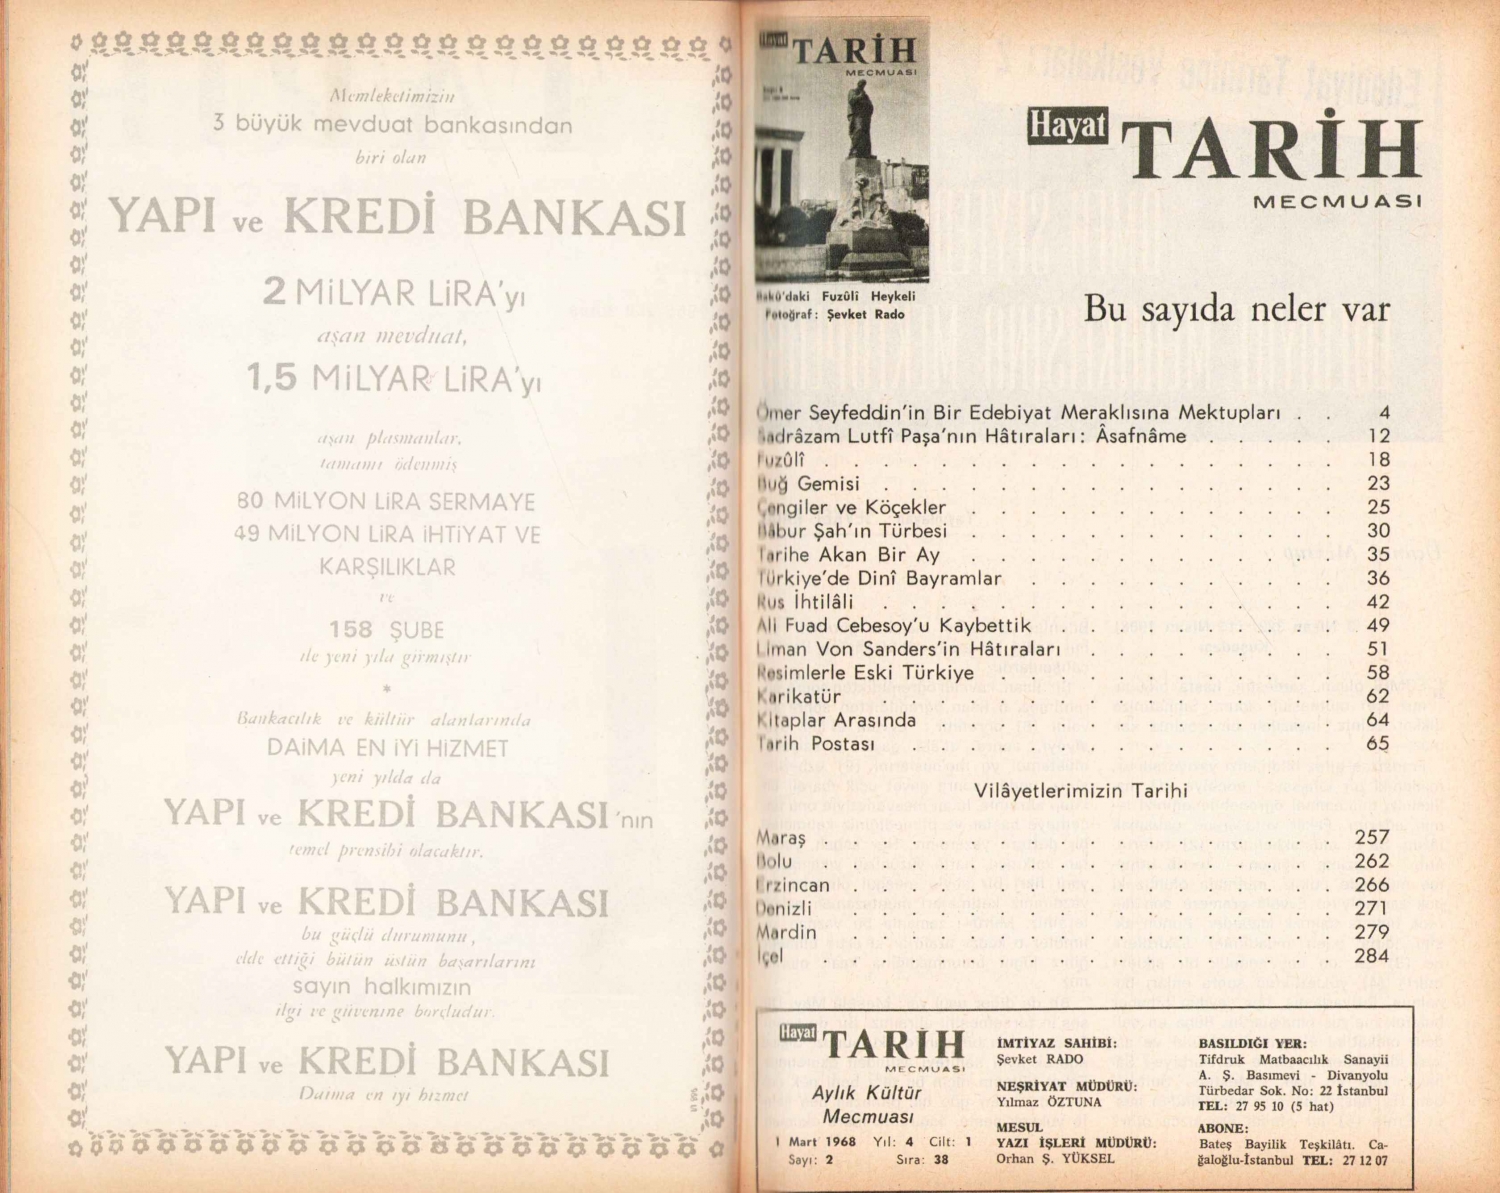 Memleketimizin
3 büyük mevduat bankasından
biri olan
YAPI ve KREDİ BANKASI
2 MİLYAR LİRA'yı
aşan mevduat,
1,5 MİLYAR LİRA'yı
aşan plasmanlar,
tamamı ödenmiş
80 MİLYON LİRA SERMAYE
49 MİLYON LİRA İHTİYAT VE
KARŞILIKLAR
ve
158 ŞUBE
ile yeni yıla girmıştır
*
Bankacılık ve kültür alanlarında
DAİMA EN İYİ HİZMET
yeni yılda da
YAPI ve KREDİ BANKASI'nın
temel prensibi olacaktır.
YAPI ve KREDİ BANKASI
bu güçlü durumunu,
elde ettiği bütün üstün başarılarını
sayın halkımızın
ilgi ve güvenine borçludur.
YAPI ve KREDİ BANKASI
Daima en iyi hizmet
Hayat TARİH
MECMUASI
Bakû'daki Fuzûlî Heykeli
Fotoğraf: Şevket Rado
Hayat TARİH
MECMUASI
Bu sayıda neler var
Ömer Seyfeddin'in Bir Edebiyat Meraklısına Mektupları . . 4
Sadrâzam Lutfî Paşa'nın Hâtıraları: Âsafnâme . . . . . 12
Fuzûlî . . . . . . . . . . . . . . . . . . 18
Buğ Gemisi . . . . . . . . . . . . . . . . 23
Çengiler ve Köçekler . . . . . . . . . . . . . 25
Bâbur Şah'ın Türbesi . . . . . . . . . . . . . 30
Tarihe Akan Bir Ay . . . . . . . . . . . . . 35
Türkiye'de Dinî Bayramlar . . . . . . . . . . . 36
Rus İhtilâli . . . . . . . . . . . . . . . . 42
Ali Fuad Cebesoy'u Kaybettik . . . . . . . . . . 49
Liman Von Sanders'in Hâtıraları . . . . . . . . . 51
Resimlerle Eski Türkiye . . . . . . . . . . . . 58
Karikatür . . . . . . . . . . . . . . . . . 62
Kitaplar Arasında . . . . . . . . . . . . . . 64
Tarih Postası . . . . . . . . . . . . . . . 65
Vilâyetlerimizin Tarihi
Maraş . . . . . . . . . . . . . . . . . . 257
Bolu . . . . . . . . . . . . . . . . . . 262
Erzincan . . . . . . . . . . . . . . . . . 266
Denizli . . . . . . . . . . . . . . . . . 271
Mardin . . . . . . . . . . . . . . . . . 279
İçel . . . . . . . . . . . . . . . . . . 284
Hayat TARİH
MECMUASI
Aylık Kültür
Mecmuası
1 Mart 1968 Yıl: 4 Cilt: 1
Sayı: 2 Sıra: 38
İMTİYAZ SAHİBİ:
Şevket RADO
NEŞRİYAT MÜDÜRÜ:
Yılmaz ÖZTUNA
MESUL
YAZI İŞLERİ MÜDÜRÜ:
Orhan Ş. YÜKSEL
BASILDIĞI YER:
Tifdruk Matbaacılık Sanayii
A. Ş. Basımevi - Divanyolu
Türbedar Sok. No: 22 İstanbul
TEL: 27 95 10 (5 hat)
ABONE:
Bateş Bayilik Teşkilâtı. Ca-
ğaloğlu-İstanbul TEL: 27 12 07